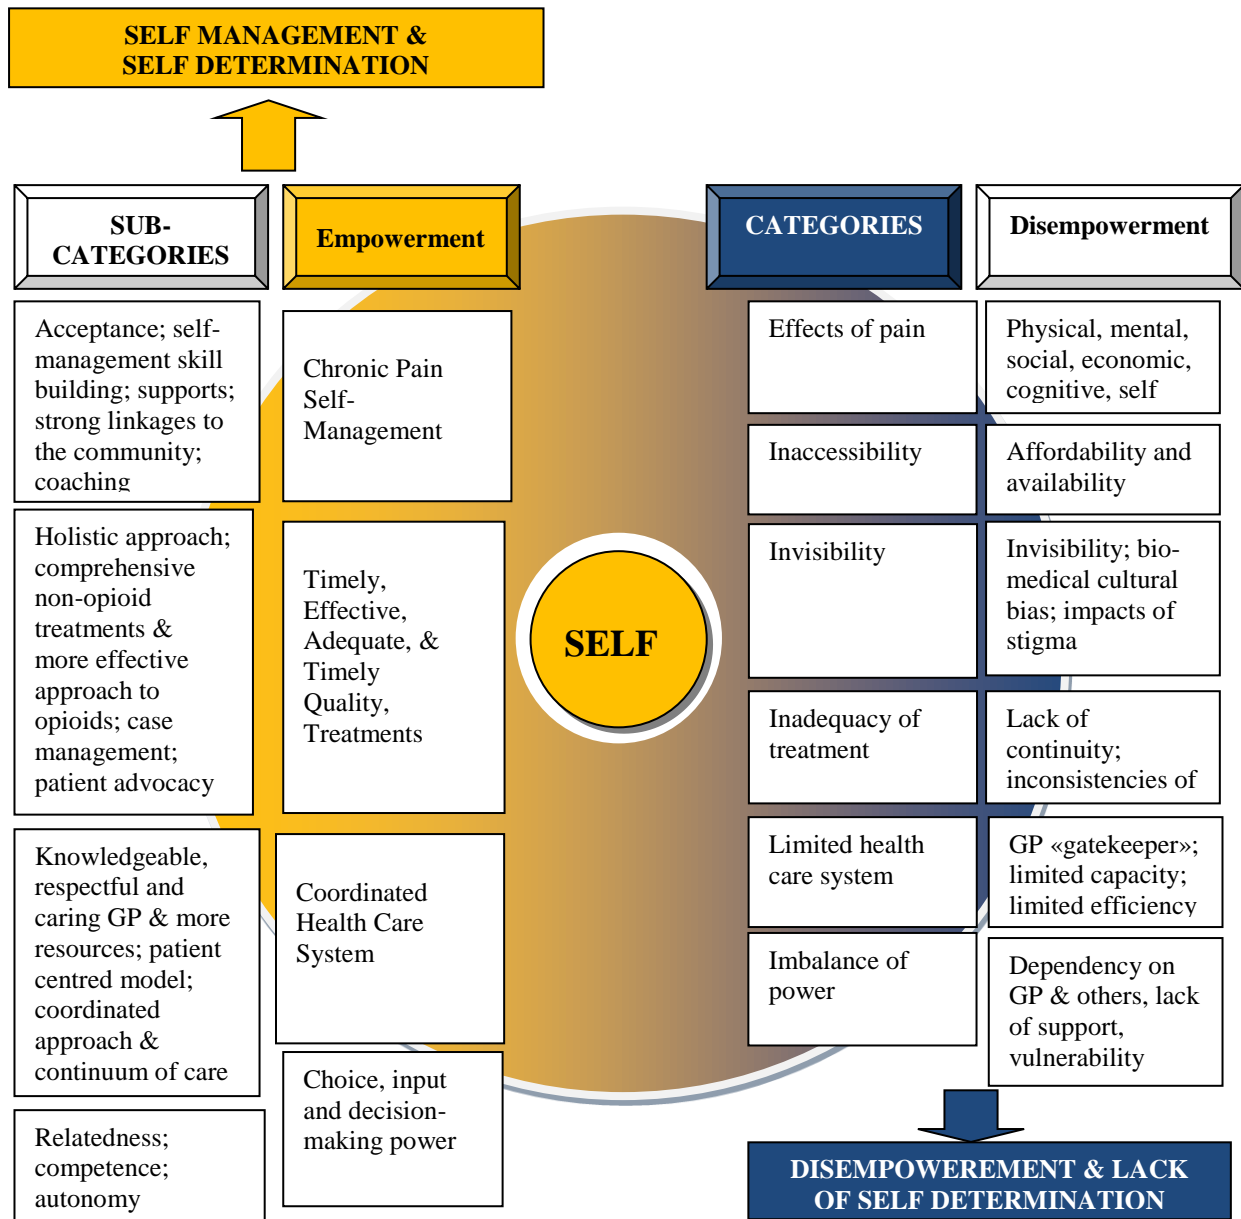 SELF MANAGEMENT &
SELF DETERMINATION
SUB-
CATEGORIES
Empowerment
CATEGORIES
Disempowerment
Acceptance; self-
management skill
building; supports;
strong linkages to
the community;
coaching
Chronic Pain
Self-
Management
Effects of pain
Physical, mental,
social, economic,
cognitive, self
Inaccessibility
Affordability and
availability
Holistic approach;
comprehensive
non-opioid
treatments &
more effective
approach to
opioids; case
management;
patient advocacy
Timely,
Effective,
Adequate, &
Timely
Quality,
Treatments
SELF
Invisibility
Invisibility; bio-
medical cultural
bias; impacts of
stigma
Inadequacy of
treatment
Lack of
continuity;
inconsistencies of
Knowledgeable,
respectful and
caring GP & more
resources; patient
centred model;
coordinated
approach &
continuum of care
Coordinated
Health Care
System
Limited health
care system
GP «gatekeeper»;
limited capacity;
limited efficiency
Imbalance of
power
Dependency on
GP & others, lack
of support,
vulnerability
Relatedness;
competence;
autonomy
Choice, input
and decision-
making power
DISEMPOWEREMENT & LACK
OF SELF DETERMINATION